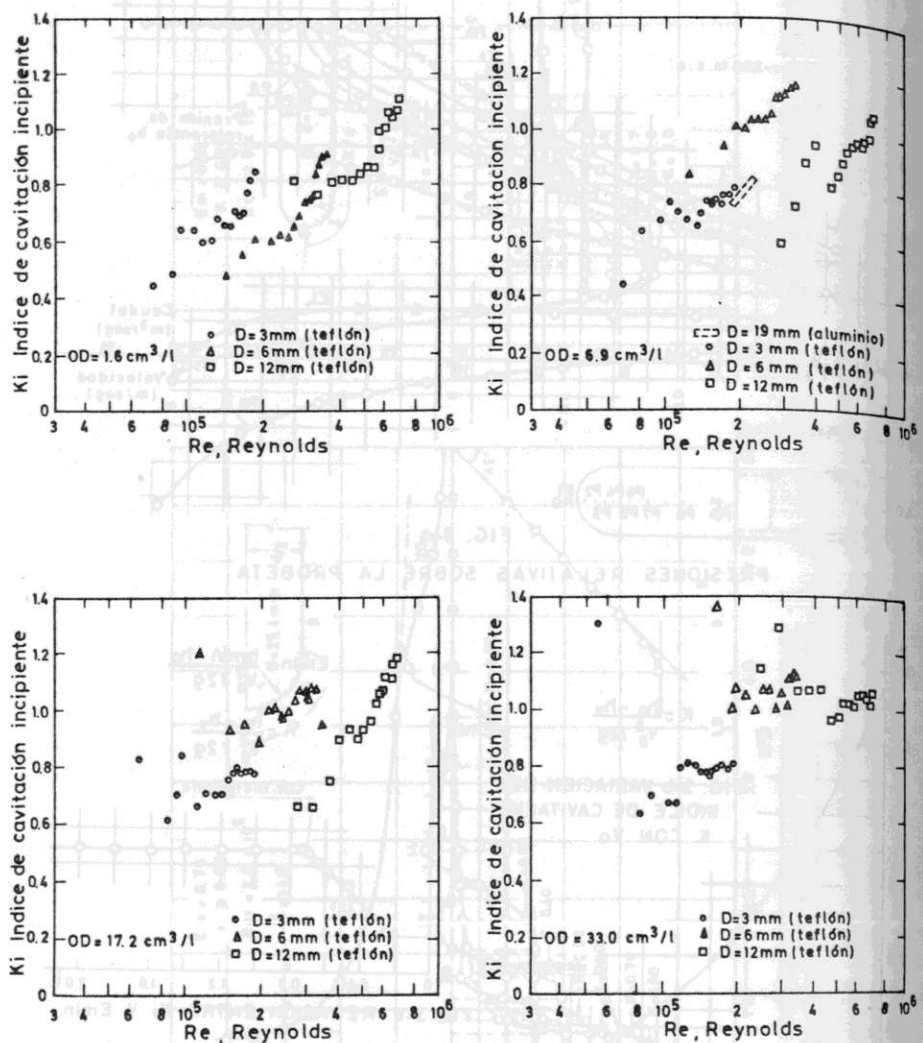 Ki Indice de cavitación incipiente
1.4
1.2
1.0
0.8
0.6
0.4
0.2
0
OD=1.6 cm³/l
D=3mm (teflón)
D=6mm (teflón)
D=12mm (teflón)
3 4 6 8 10⁵ 2 4 6 8 10⁶
Re, Reynolds
Ki Indice de cavitación incipiente
1.4
1.2
1.0
0.8
0.6
0.4
0.2
0
OD=6.9 cm³/l
D=19 mm (aluminio)
D=3 mm (teflón)
D=6 mm (teflón)
D=12 mm (teflón)
3 4 6 8 10⁵ 2 4 6 8 10⁶
Re, Reynolds
PRESIONES RELATIVAS SOBRE LA PROBETA
Ki Indice de cavitación incipiente
1.4
1.2
1.0
0.8
0.6
0.4
0.2
0
OD=17.2 cm³/l
D=3mm (teflón)
D=6mm (teflón)
D=12mm (teflón)
3 4 6 8 10⁵ 2 4 6 8 10⁶
Re, Reynolds
Ki Indice de cavitación incipiente
1.4
1.2
1.0
0.8
0.6
0.4
0.2
0
OD=33.0 cm³/l
D=3mm (teflón)
D=6mm (teflón)
D=12mm (teflón)
3 4 6 8 10⁵ 2 4 6 8 10⁶
Re, Reynolds